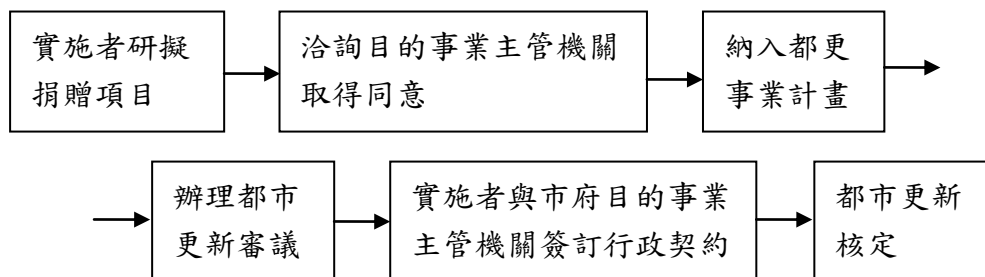 實施者研擬
捐贈項目
洽詢目的事業主管機關
取得同意
納入都更
事業計畫
辦理都市
更新審議
實施者與市府目的事業
主管機關簽訂行政契約
都市更新
核定